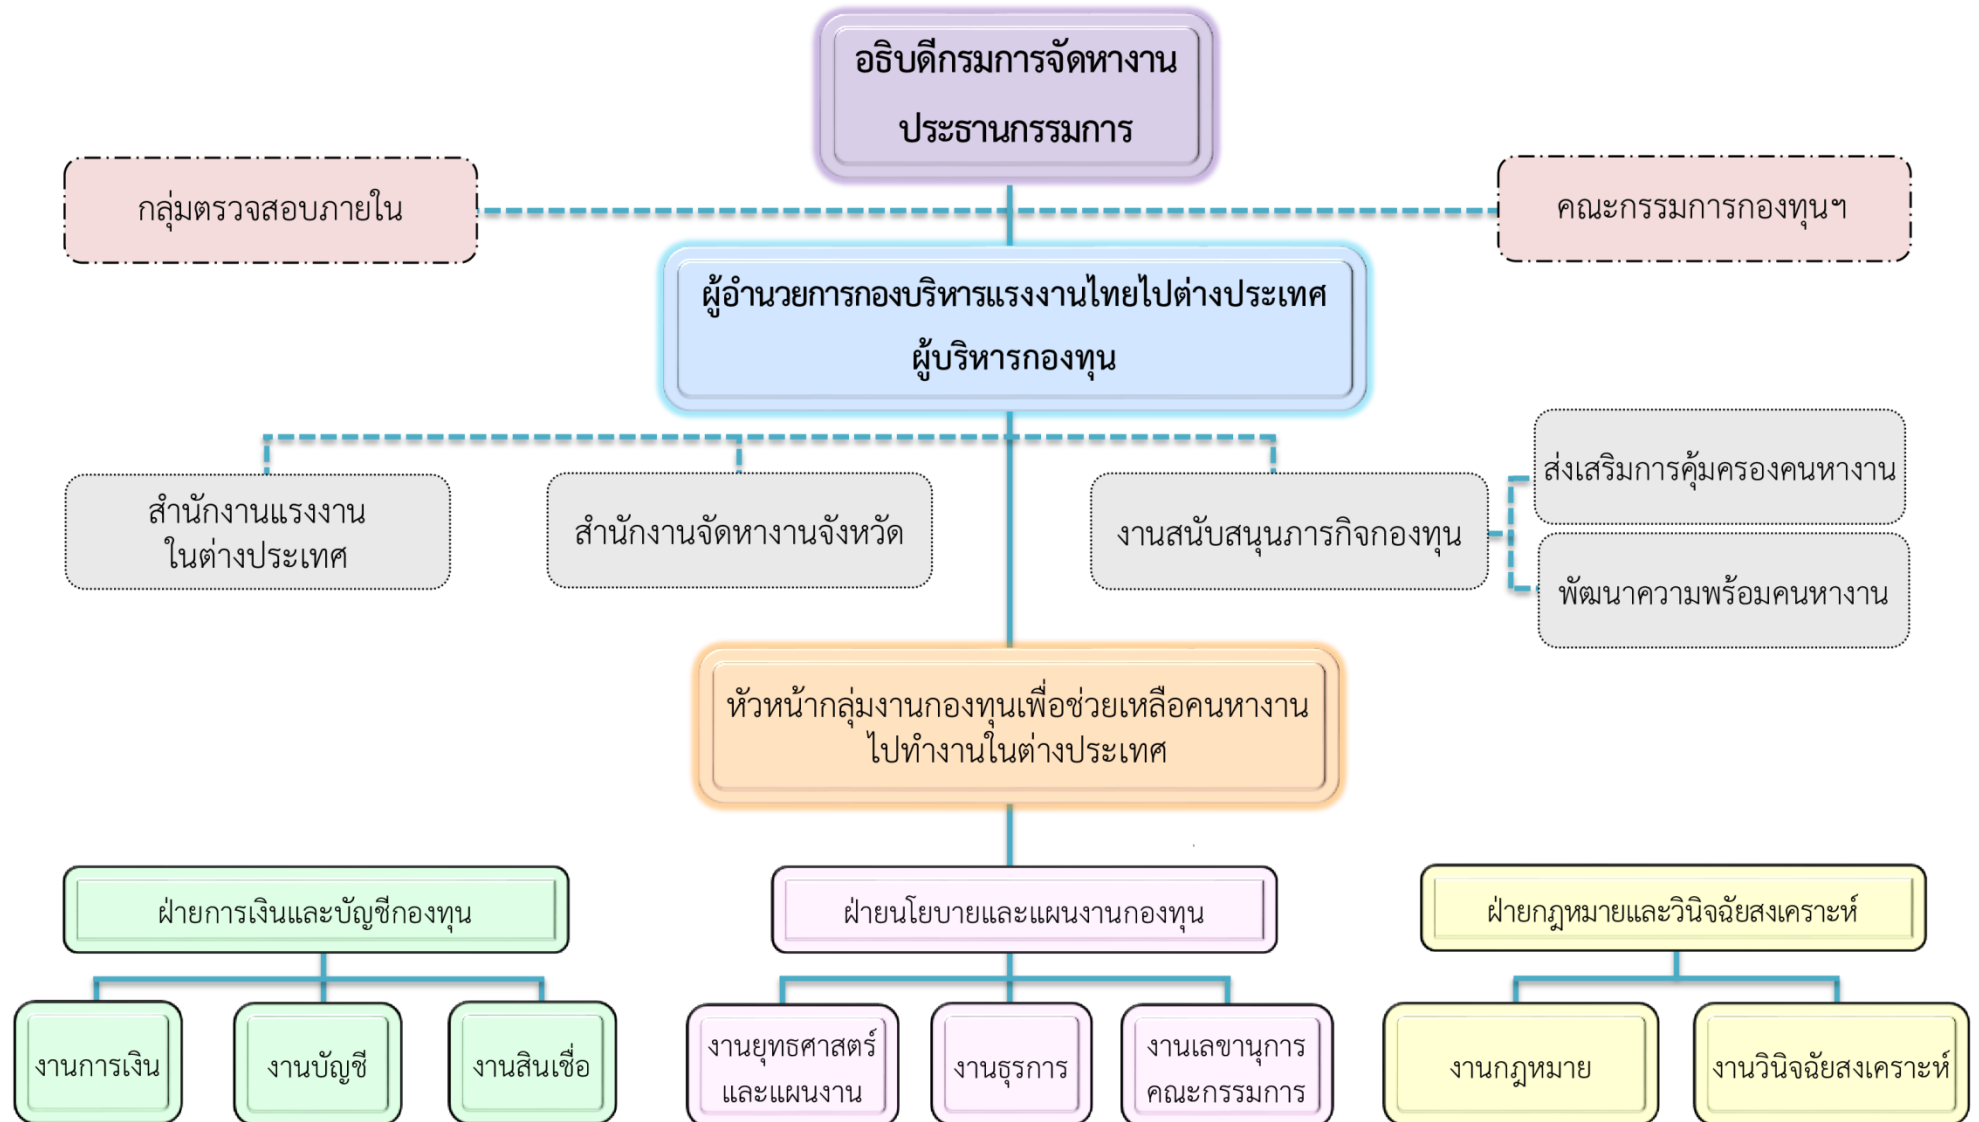 อธิบดีกรมการจัดหางาน
ประธานกรรมการ
กลุ่มตรวจสอบภายใน
คณะกรรมการกองทุนฯ
ผู้อำนวยการกองบริหารแรงงานไทยไปต่างประเทศ
ผู้บริหารกองทุน
สำนักงานแรงงาน
ในต่างประเทศ
สำนักงานจัดหางานจังหวัด
งานสนับสนุนภารกิจกองทุน
ส่งเสริมการคุ้มครองคนหางาน
พัฒนาความพร้อมคนหางาน
หัวหน้ากลุ่มงานกองทุนเพื่อช่วยเหลือคนหางาน
ไปทำงานในต่างประเทศ
ฝ่ายการเงินและบัญชีกองทุน
ฝ่ายนโยบายและแผนงานกองทุน
ฝ่ายกฎหมายและวินิจฉัยสงเคราะห์
งานการเงิน
งานบัญชี
งานสินเชื่อ
งานยุทธศาสตร์
และแผนงาน
งานธุรการ
งานเลขานุการ
คณะกรรมการ
งานกฎหมาย
งานวินิจฉัยสงเคราะห์